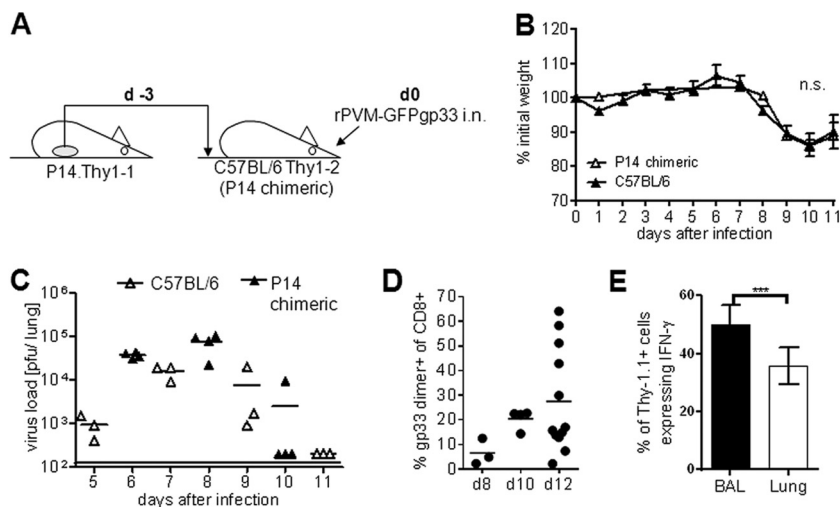 A
d -3
d0
rPVM-GFPgp33 i.n.
P14.Thy1-1
C57BL/6 Thy1-2
(P14 chimeric)
B
% initial weight
120
110
100
90
80
70
n.s.
P14 chimeric
C57BL/6
0 1 2 3 4 5 6 7 8 9 10 11
days after infection
C
C57BL/6
P14
chimeric
virus load [pfu/ lung]
10⁶
10⁵
10⁴
10³
10²
5 6 7 8 9 10 11
days after infection
D
% gp33 dimer+ of CD8+
70
60
50
40
30
20
10
0
d8 d10 d12
E
% of Thy-1.1+ cells
expressing IFN-γ
60
40
20
0
***
BAL Lung